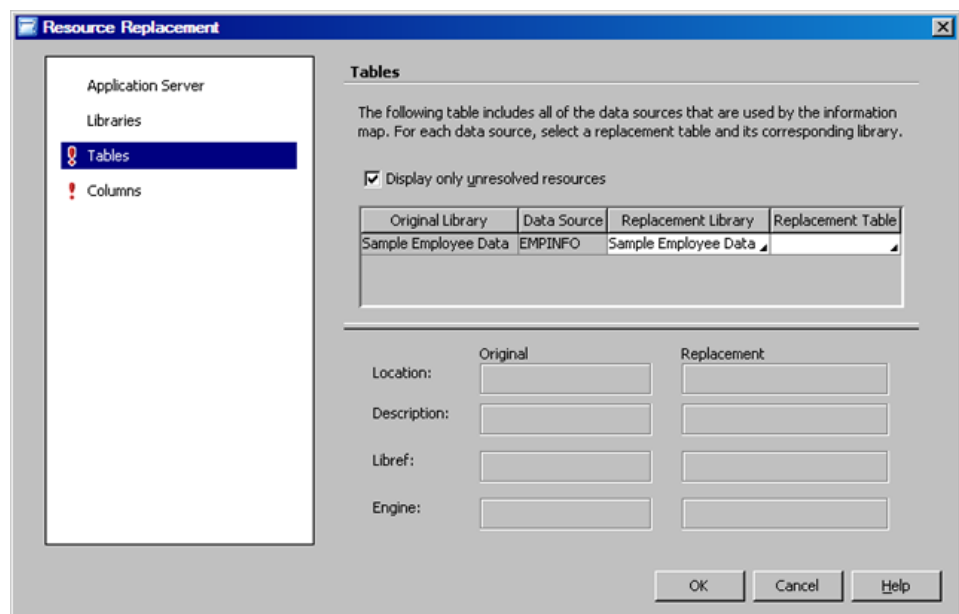 Resource Replacement
Application Server
Libraries
Tables
Columns
Tables
The following table includes all of the data sources that are used by the information
map. For each data source, select a replacement table and its corresponding library.
Display only unresolved resources
Original Library Data Source Replacement Library Replacement Table
Sample Employee Data EMPINFO Sample Employee Data
Original Replacement
Location:
Description:
Libref:
Engine:
OK Cancel Help